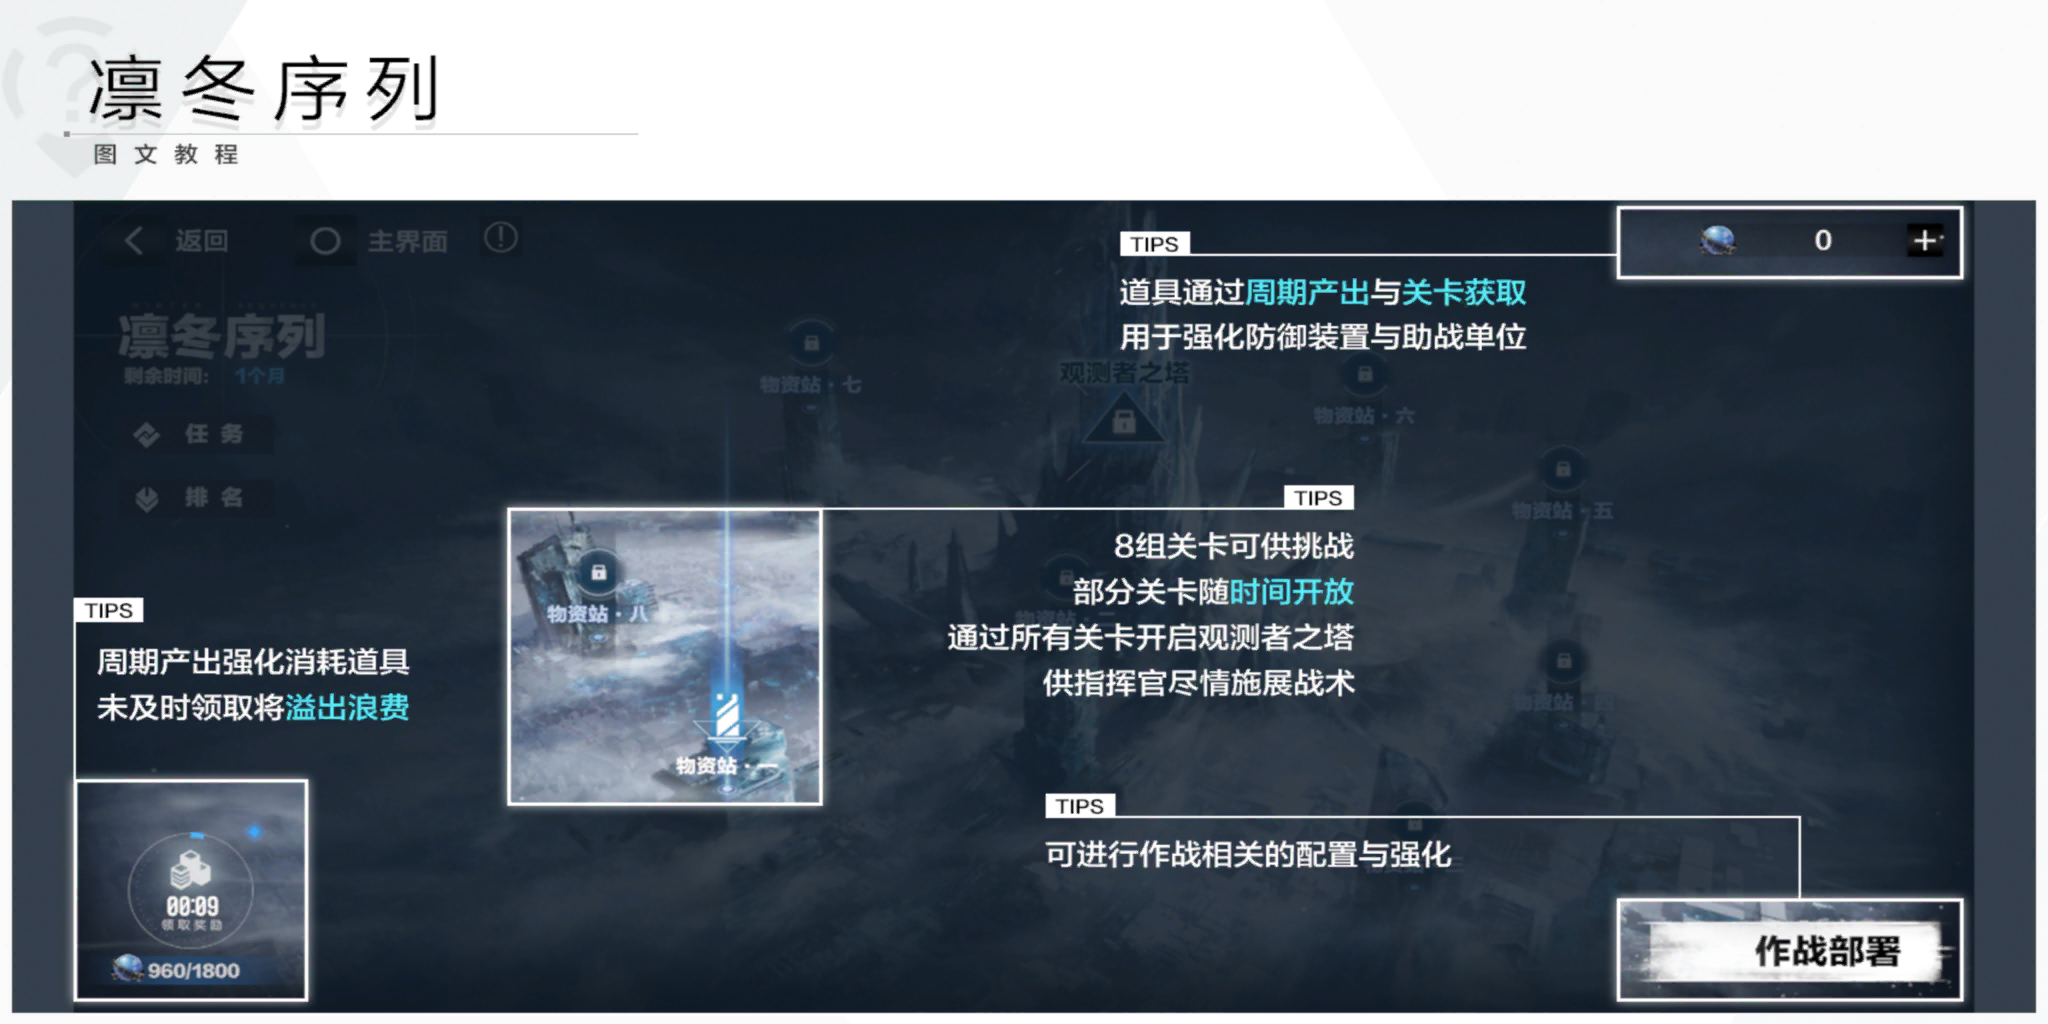 凛冬序列
图文教程
返回
主界面
TIPS
0
道具通过周期产出与关卡获取
用于强化防御装置与助战单位
凛冬序列
剩余时间: 1个月
物资站·七
观测者之塔
物资站·六
任务
排名
物资站·五
TIPS
8组关卡可供挑战
部分关卡随时间开放
通过所有关卡开启观测者之塔
供指挥官尽情施展战术
物资站·八
物资站·一
TIPS
周期产出强化消耗道具
未及时领取将溢出浪费
物资站·四
TIPS
可进行作战相关的配置与强化
00:09
领取奖励
960/1800
作战部署